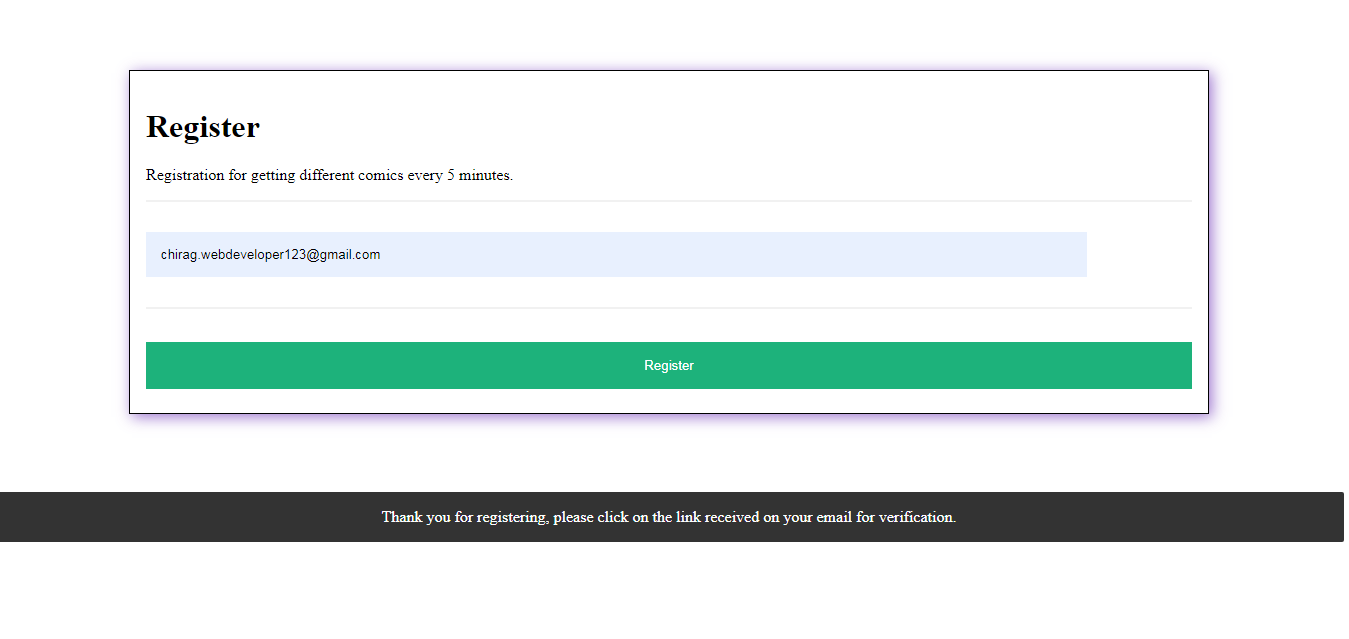 Register
Registration for getting different comics every 5 minutes.
chirag.webdeveloper123@gmail.com
Register
Thank you for registering, please click on the link received on your email for verification.